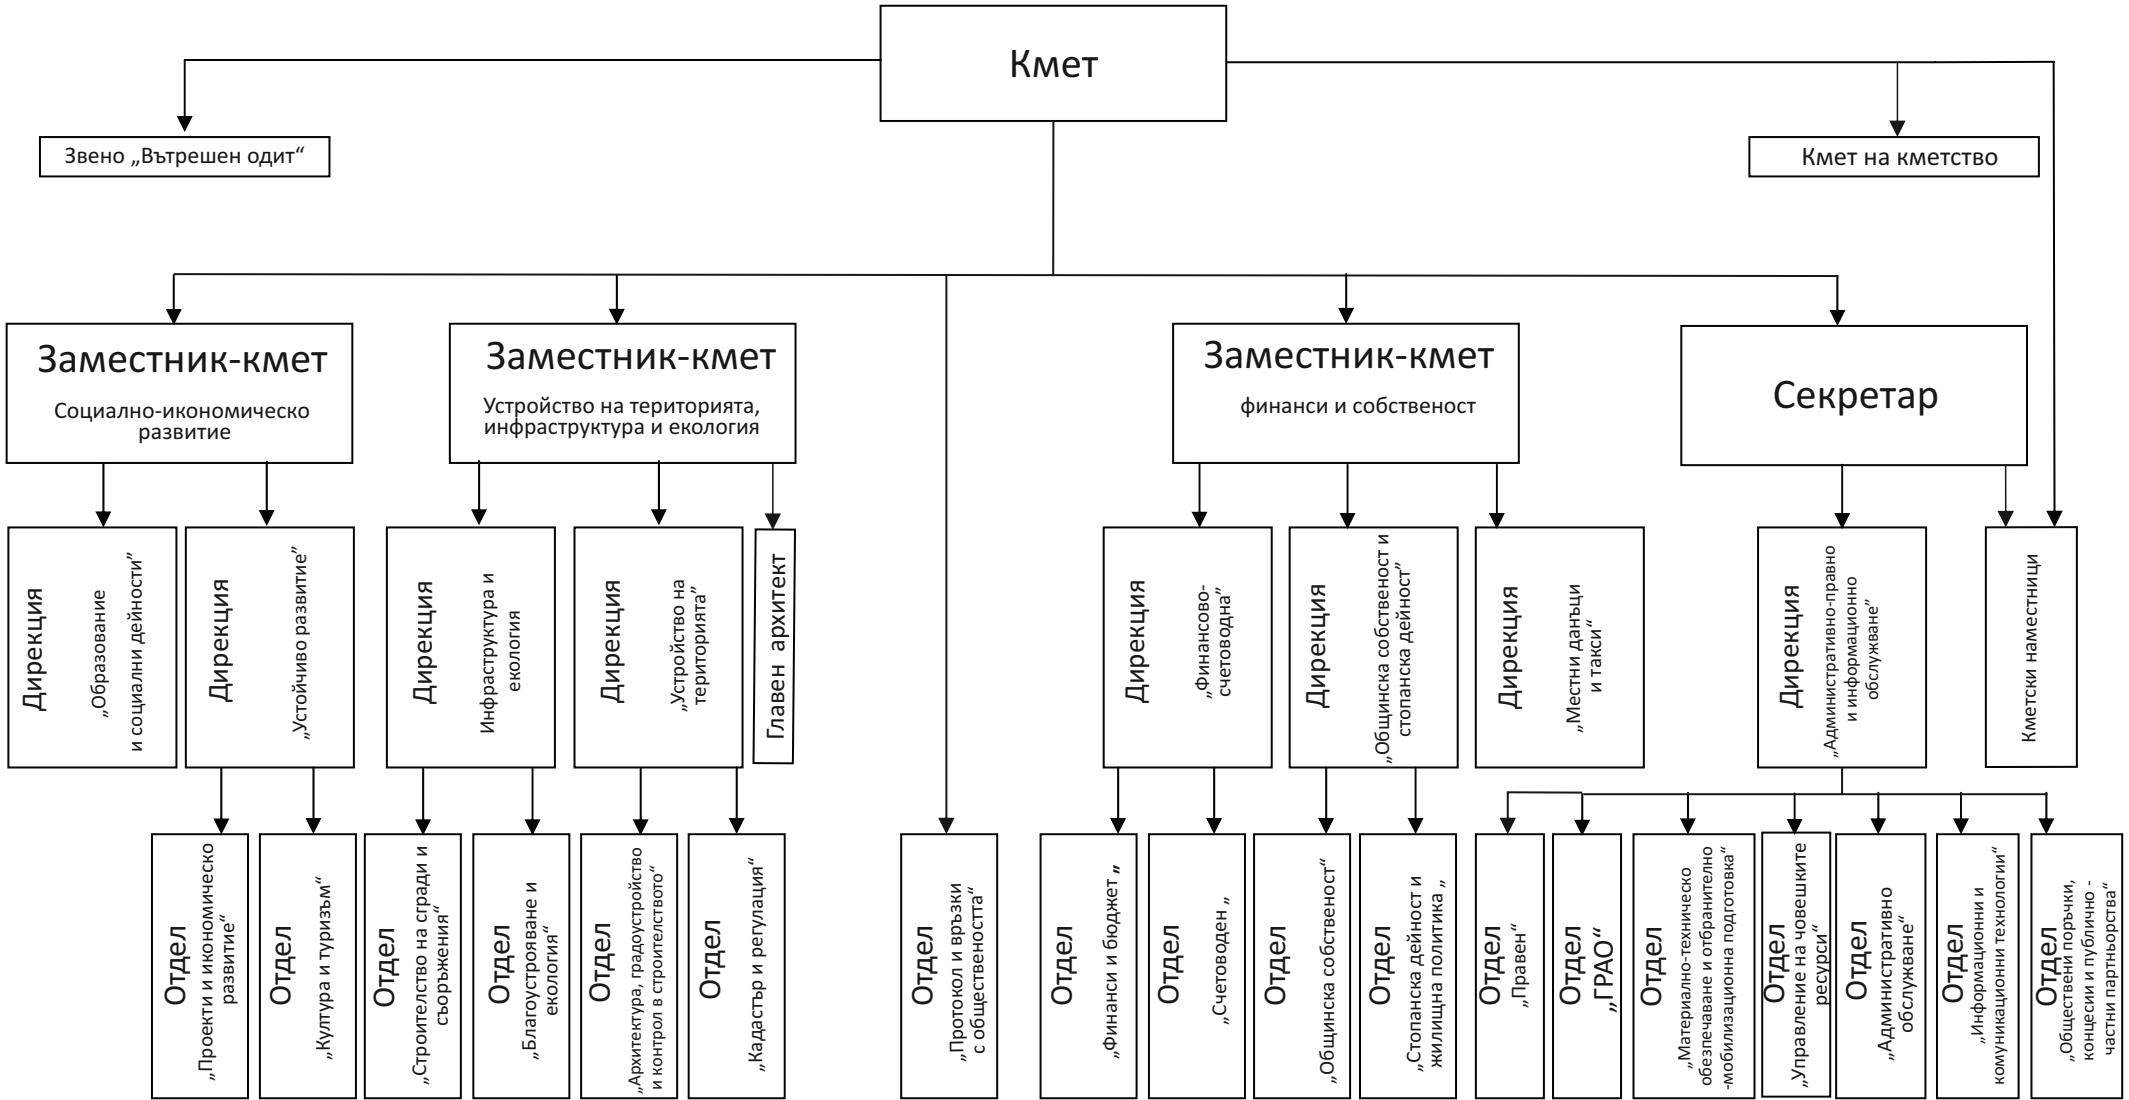 Кмет
Звено „Вътрешен одит“
Кмет на кметство
Заместник-кмет
Социално-икономическо
развитие
Заместник-кмет
Устройство на територията,
инфраструктура и екология
Заместник-кмет
финанси и собственост
Секретар
Дирекция
„Образование
и социални дейности”
Дирекция
„Устойчиво развитие”
Дирекция
Инфраструктура и
екология
Дирекция
„Устройство на
територията”
Главен архитект
Дирекция
„Финансово-
счетоводна”
Дирекция
„Общинска собственост и
стопанска дейност”
Дирекция
„Местни данъци
и такси”
Дирекция
„Административно-правно
и информационно
обслужване”
Кметски наместници
Отдел
„Проекти и икономическо
развитие“
Отдел
„Култура и туризъм“
Отдел
„Строителство на сгради и
съоръжения“
Отдел
„Благоустрояване и
екология“
Отдел
„Архитектура, градоустройство
и контрол в строителството“
Отдел
„Кадастър и регулация“
Отдел
„Протокол и връзки
с обществеността“
Отдел
„Финанси и бюджет „
Отдел
„Счетоводен „
Отдел
„Общинска собственост“
Отдел
„Стопанска дейност и
жилищна политика „
Отдел
„Правен“
Отдел
„ГРАО“
Отдел
„Материално-техническо
обезпечаване и отбранително
-мобилизационна подготовка“
Отдел
„Управление на човешките
ресурси“
Отдел
„Административно
обслужване“
Отдел
„Информационни и
комуникационни технологии“
Отдел
„Обществени поръчки,
концесии и публично -
частни партньорства“